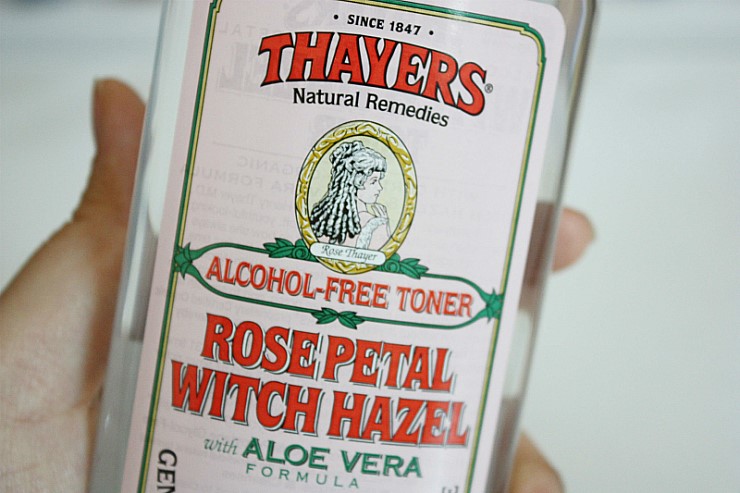 • SINCE 1847 •
THAYERS®
Natural Remedies
Rose Thayer
ALCOHOL-FREE TONER
ROSE PETAL
WITCH HAZEL
with ALOE VERA
FORMULA